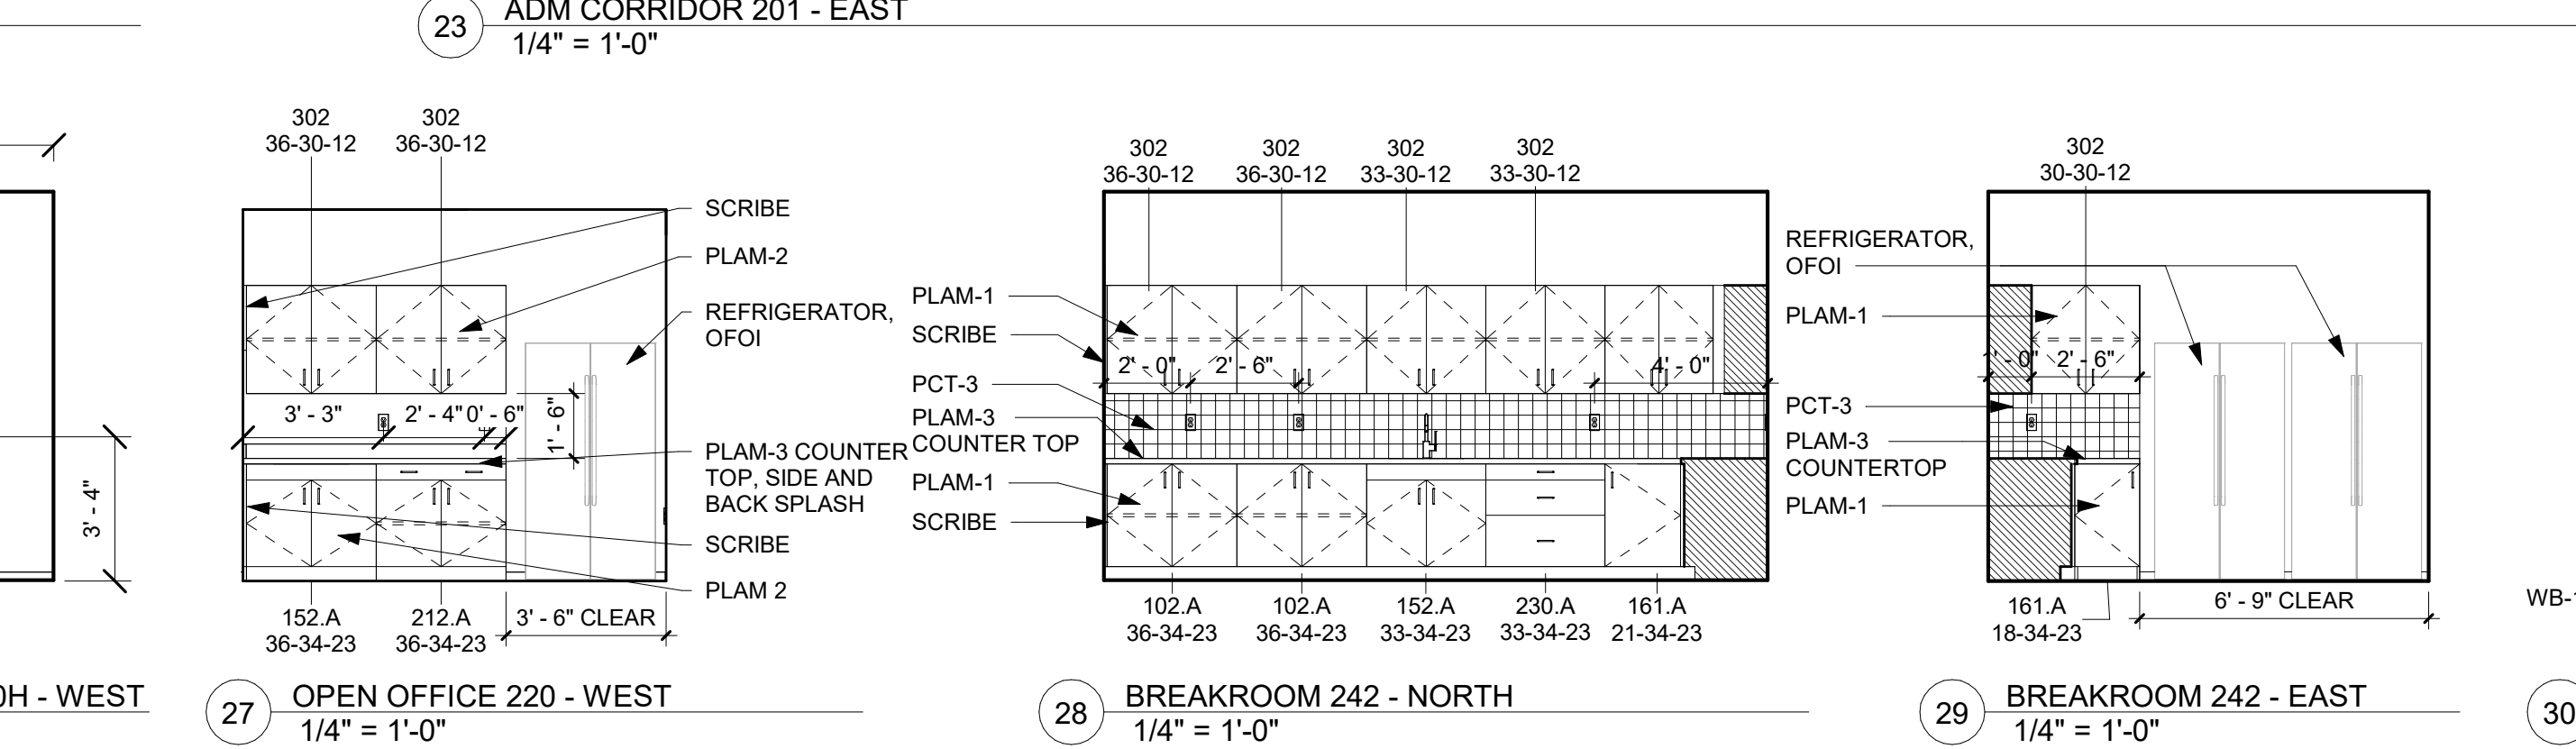 23
ADM CORRIDOR 201 - EAST
1/4" = 1'-0"
3' - 4"
0H - WEST
302
36-30-12
302
36-30-12
SCRIBE
PLAM-2
REFRIGERATOR,
OFOI
3' - 3"
2' - 4"
0' - 6"
1' - 6"
PLAM-3 COUNTER
TOP, SIDE AND
BACK SPLASH
SCRIBE
PLAM 2
152.A
36-34-23
212.A
36-34-23
3' - 6" CLEAR
27
OPEN OFFICE 220 - WEST
1/4" = 1'-0"
302
36-30-12
302
36-30-12
302
33-30-12
302
33-30-12
PLAM-1
SCRIBE
2' - 0"
2' - 6"
4' - 0"
PCT-3
PLAM-3
COUNTER TOP
PLAM-1
SCRIBE
102.A
36-34-23
102.A
36-34-23
152.A
33-34-23
230.A
33-34-23
161.A
21-34-23
28
BREAKROOM 242 - NORTH
1/4" = 1'-0"
302
30-30-12
REFRIGERATOR,
OFOI
PLAM-1
1' - 0"
2' - 6"
PCT-3
PLAM-3
COUNTERTOP
PLAM-1
161.A
18-34-23
6' - 9" CLEAR
29
BREAKROOM 242 - EAST
1/4" = 1'-0"
30